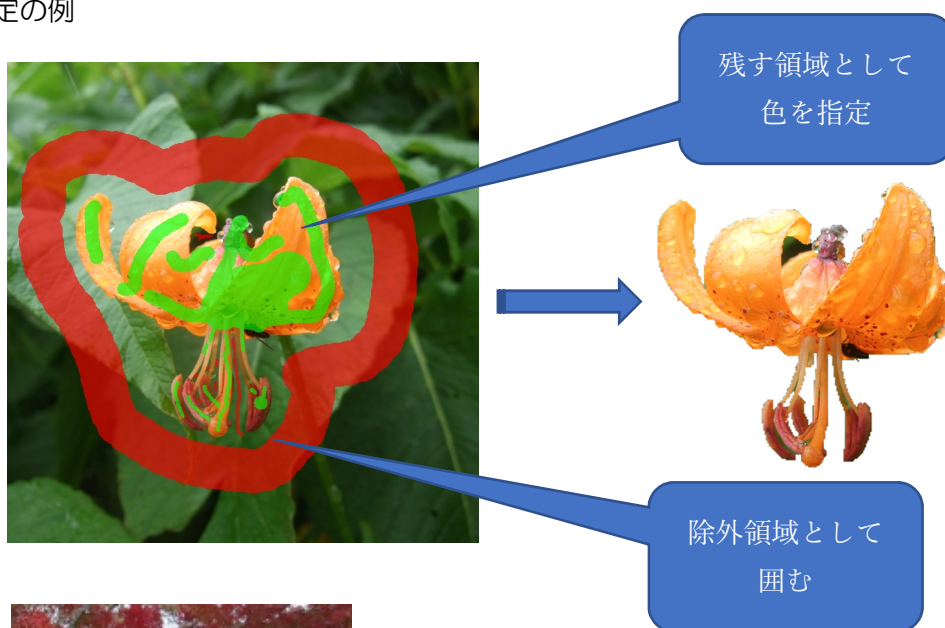 定の例
残す領域として
色を指定
除外領域として
囲む